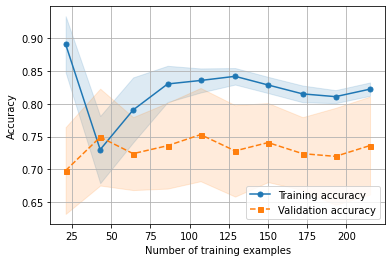 0.90
0.85
0.80
0.75
0.70
0.65
Accuracy
Training accuracy
Validation accuracy
25 50 75 100 125 150 175 200
Number of training examples